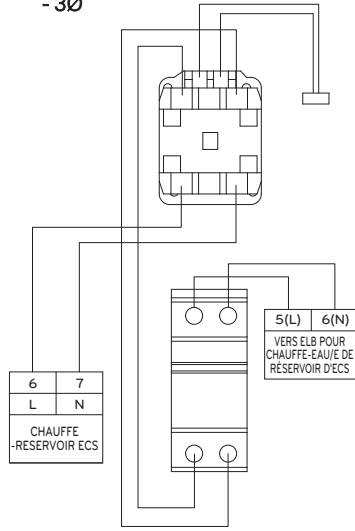 - 3Ø
5(L) 6(N)
VERS ELB POUR
CHAUFFE-EAU/E DE
RÉSERVOIR D'ECS
6 7
L N
CHAUFFE
-RESERVOIR ECS